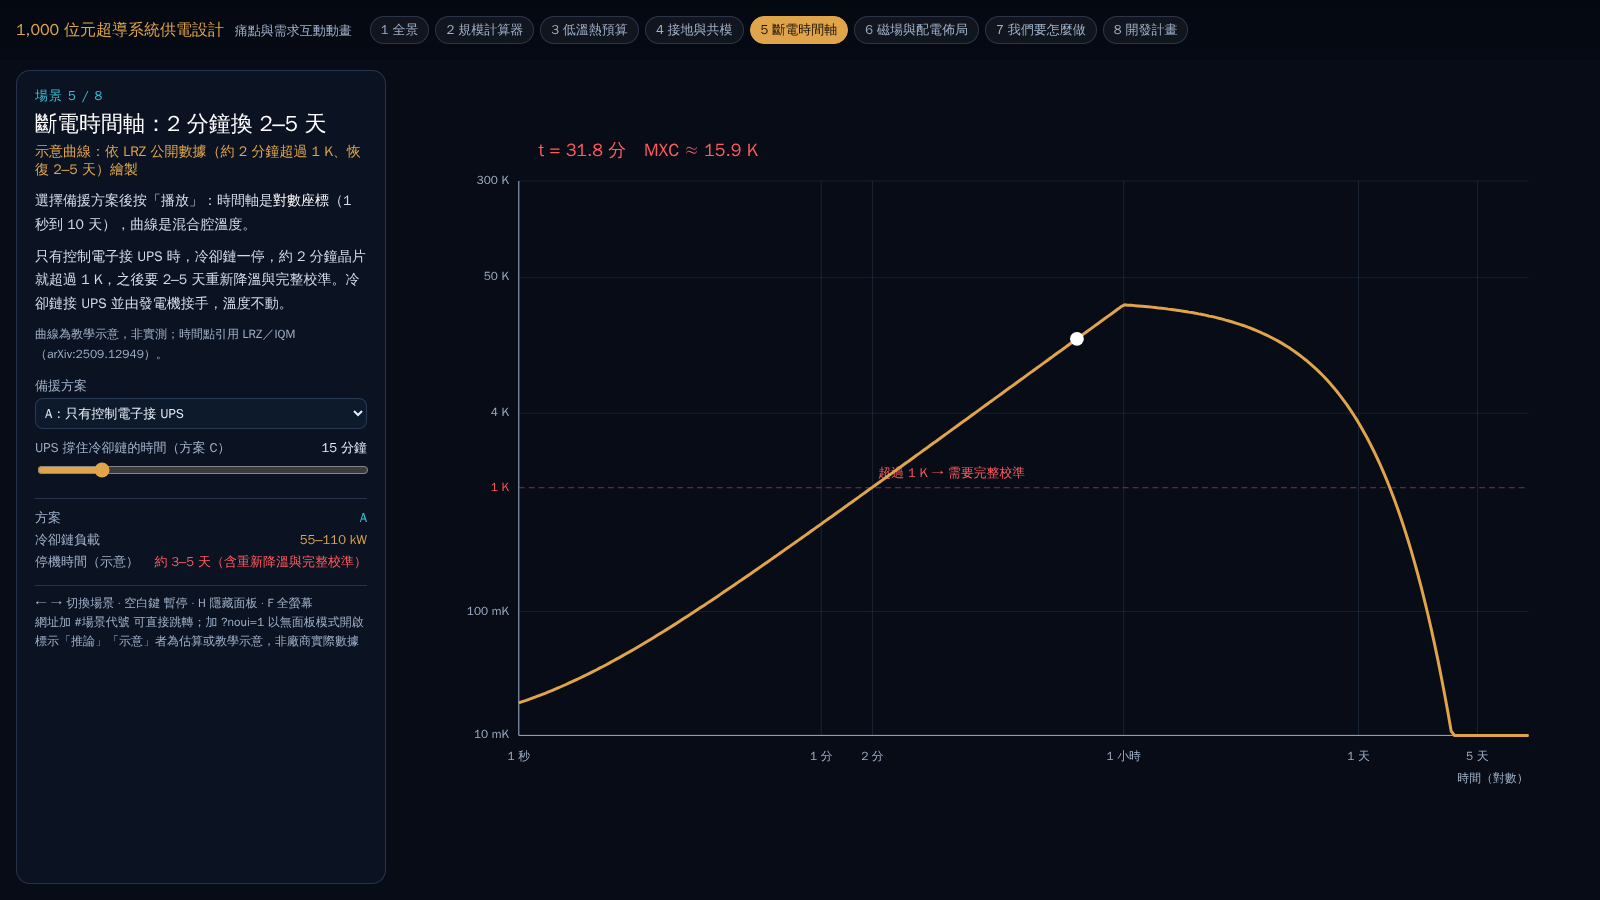 1,000 位元超導系統供電設計 痛點與需求互動動畫 1 全景 2 規模計算器 3 低溫熱預算 4 接地與共模 5 斷電時間軸 6 磁場與配電佈局 7 我們要怎麼做 8 開發計畫
場景 5 / 8
斷電時間軸：2 分鐘換 2–5 天
示意曲線：依 LRZ 公開數據（約 2 分鐘超過 1 K、恢
復 2–5 天）繪製
選擇備援方案後按「播放」：時間軸是對數座標（1
秒到 10 天），曲線是混合腔溫度。
只有控制電子接 UPS 時，冷卻鏈一停，約 2 分鐘晶片
就超過 1 K，之後要 2–5 天重新降溫與完整校準。冷
卻鏈接 UPS 並由發電機接手，溫度不動。
曲線為教學示意，非實測；時間點引用 LRZ／IQM
（arXiv:2509.12949）。
備援方案
A：只有控制電子接 UPS
UPS 撐住冷卻鏈的時間（方案 C） 15 分鐘
方案 A
冷卻鏈負載 55–110 kW
停機時間（示意） 約 3–5 天（含重新降溫與完整校準）
← → 切換場景 · 空白鍵 暫停 · H 隱藏面板 · F 全螢幕
網址加 #場景代號 可直接跳轉；加 ?noui=1 以無面板模式開啟
標示「推論」「示意」者為估算或教學示意，非廠商實際數據
t = 31.8 分 MXC ≈ 15.9 K
300 K
50 K
4 K
超過 1 K → 需要完整校準
1 K
100 mK
10 mK
1 秒 1 分 2 分 1 小時 1 天 5 天
時間（對數）